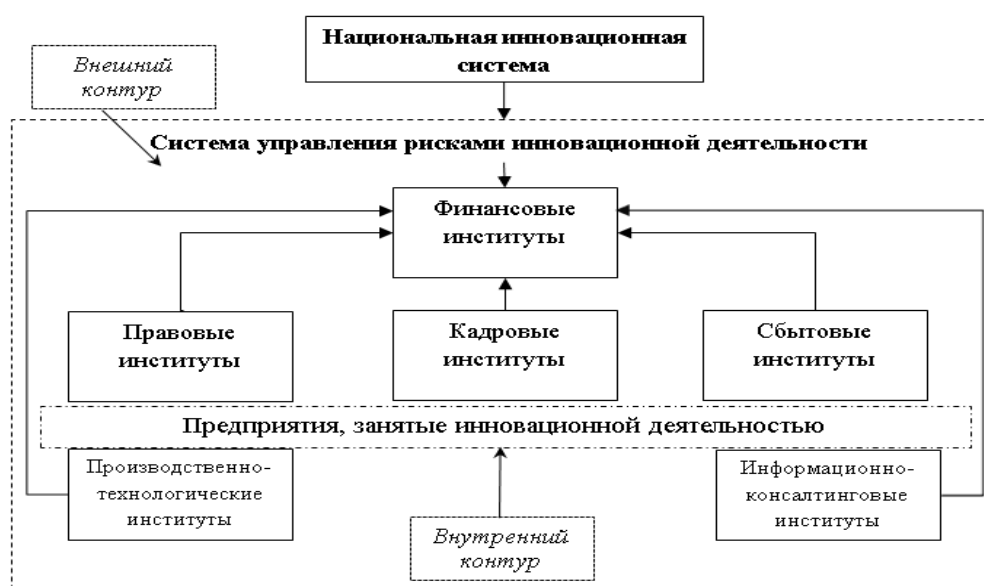 Национальная инновационная
система
Внешний
контур
Система управления рисками инновационной деятельности
Финансовые
институты
Правовые
институты
Кадровые
институты
Сбытовые
институты
Предприятия, занятые инновационной деятельностью
Производственно-
технологические
институты
Информационно-
консалтинговые
институты
Внутренний
контур